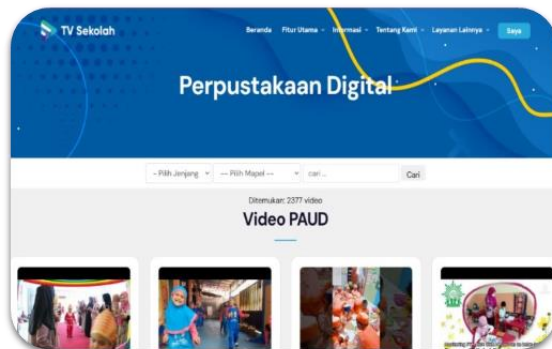 TV Sekolah
Beranda Fitur Utama Informasi Tentang Kami Layanan Lainnya Saya
Perpustakaan Digital
- Pilih Jenjang --- Pilih Mapel --- cari ... Cari
Ditemukan: 2377 video
Video PAUD